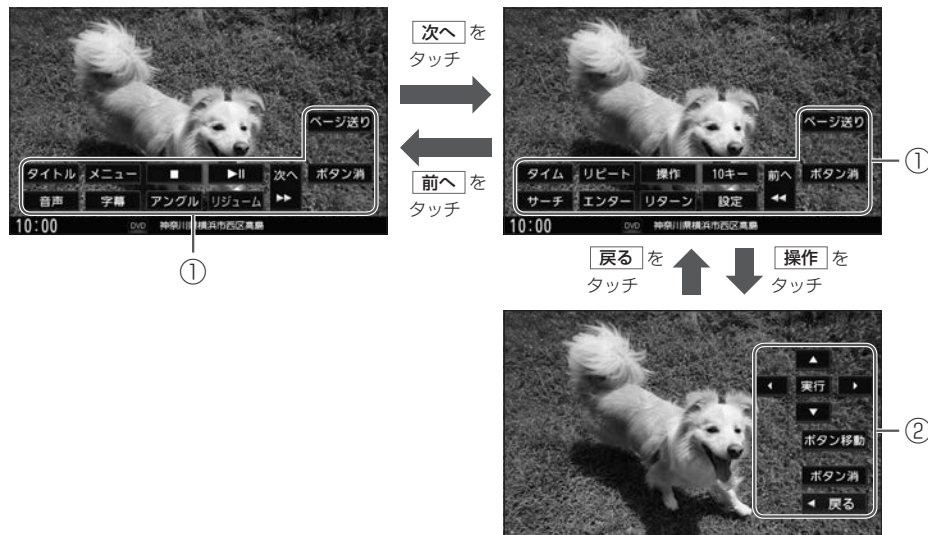 次へ を
タッチ
前へ を
タッチ
ページ送り
タイトル メニュー ■ ▶II 次へ ボタン消
音声 字幕 アングル リジューム ▶▶
10:00 DVD 神奈川県横浜市西区高島
①
ページ送り
タイム リピート 操作 10キー 前へ ボタン消
サーチ エンター リターン 設定 ◀◀
10:00 DVD 神奈川県横浜市西区高島
①
戻る を
タッチ
操作 を
タッチ
▲
◀ 実行 ▶
▼
ボタン移動
ボタン消
◀ 戻る
②